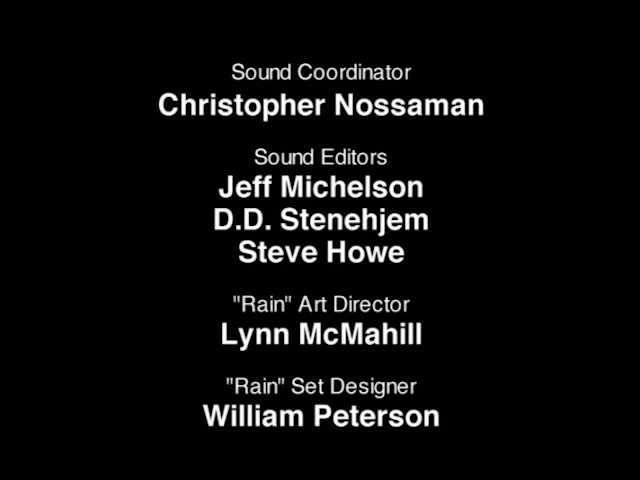 Sound Coordinator
Christopher Nossaman
Sound Editors
Jeff Michelson
D.D. Stenehjem
Steve Howe
"Rain" Art Director
Lynn McMahill
"Rain" Set Designer
William Peterson